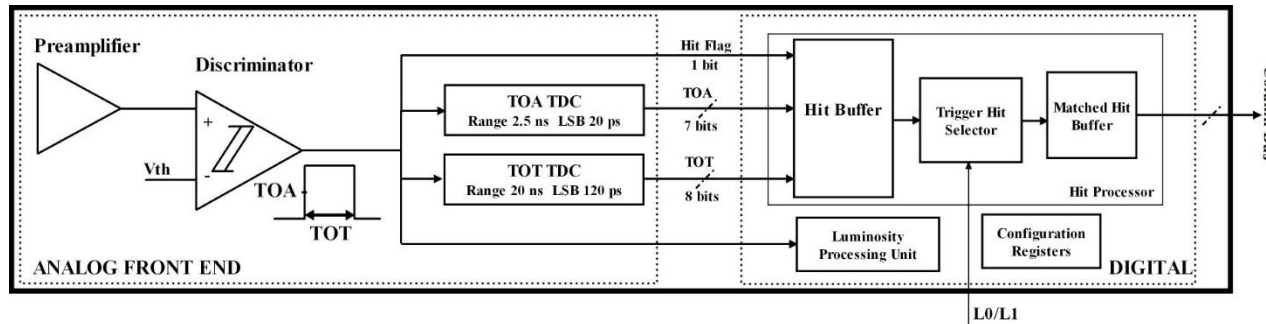 Preamplifier
Discriminator
+
-
Vth
TOA
TOT
TOA TDC
Range 2.5 ns LSB 20 ps
TOT TDC
Range 20 ns LSB 120 ps
ANALOG FRONT END
Hit Flag
1 bit
TOA
7 bits
TOT
8 bits
Hit Buffer
Trigger Hit
Selector
Matched Hit
Buffer
Hit Processor
Luminosity
Processing Unit
Configuration
Registers
DIGITAL
L0/L1